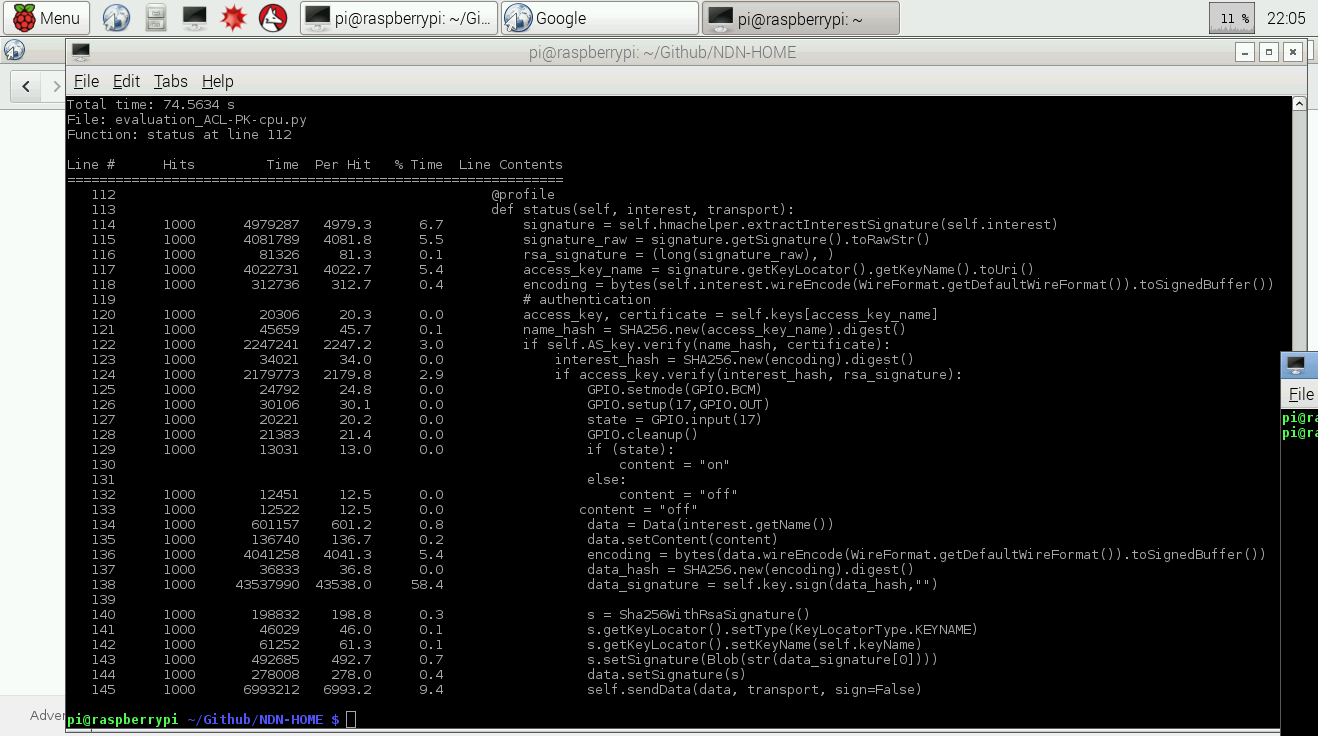 Menu
pi@raspberrypi: ~/Gi...
Google
pi@raspberrypi: ~
11 %
22:05
pi@raspberrypi: ~/Github/NDN-HOME
File Edit Tabs Help
Total time: 74.5634 s
File: evaluation_ACL-PK-cpu.py
Function: status at line 112
Line # Hits Time Per Hit % Time Line Contents
==============================================================
112 @profile
113 def status(self, interest, transport):
114 1000 4979287 4979.3 6.7 signature = self.hmachelper.extractInterestSignature(self.interest)
115 1000 4081789 4081.8 5.5 signature_raw = signature.getSignature().toRawStr()
116 1000 81326 81.3 0.1 rsa_signature = (long(signature_raw), )
117 1000 4022731 4022.7 5.4 access_key_name = signature.getKeyLocator().getKeyName().toUri()
118 1000 312736 312.7 0.4 encoding = bytes(self.interest.wireEncode(WireFormat.getDefaultWireFormat()).toSignedBuffer())
119 # authentication
120 1000 20306 20.3 0.0 access_key, certificate = self.keys[access_key_name]
121 1000 45659 45.7 0.1 name_hash = SHA256.new(access_key_name).digest()
122 1000 2247241 2247.2 3.0 if self.AS_key.verify(name_hash, certificate):
123 1000 34021 34.0 0.0 interest_hash = SHA256.new(encoding).digest()
124 1000 2179773 2179.8 2.9 if access_key.verify(interest_hash, rsa_signature):
125 1000 24792 24.8 0.0 GPIO.setmode(GPIO.BCM)
126 1000 30106 30.1 0.0 GPIO.setup(17,GPIO.OUT)
127 1000 20221 20.2 0.0 state = GPIO.input(17)
128 1000 21383 21.4 0.0 GPIO.cleanup()
129 1000 13031 13.0 0.0 if (state):
130 content = "on"
131 else:
132 1000 12451 12.5 0.0 content = "off"
133 1000 12522 12.5 0.0 content = "off"
134 1000 601157 601.2 0.8 data = Data(interest.getName())
135 1000 136740 136.7 0.2 data.setContent(content)
136 1000 4041258 4041.3 5.4 encoding = bytes(data.wireEncode(WireFormat.getDefaultWireFormat()).toSignedBuffer())
137 1000 36833 36.8 0.0 data_hash = SHA256.new(encoding).digest()
138 1000 43537990 43538.0 58.4 data_signature = self.key.sign(data_hash,"")
139
140 1000 198832 198.8 0.3 s = Sha256WithRsaSignature()
141 1000 46029 46.0 0.1 s.getKeyLocator().setType(KeyLocatorType.KEYNAME)
142 1000 61252 61.3 0.1 s.getKeyLocator().setKeyName(self.keyName)
143 1000 492685 492.7 0.7 s.setSignature(Blob(str(data_signature[0])))
144 1000 278008 278.0 0.4 data.setSignature(s)
145 1000 6993212 6993.2 9.4 self.sendData(data, transport, sign=False)
pi@raspberrypi ~/Github/NDN-HOME $
File
pi@ra
pi@ra
Adver